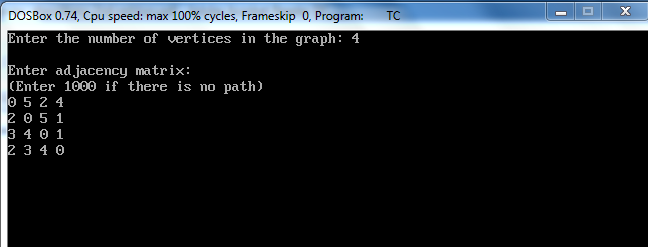 DOSBox 0.74, Cpu speed: max 100% cycles, Frameskip 0, Program: TC
Enter the number of vertices in the graph: 4
Enter adjacency matrix:
(Enter 1000 if there is no path)
0 5 2 4
2 0 5 1
3 4 0 1
2 3 4 0